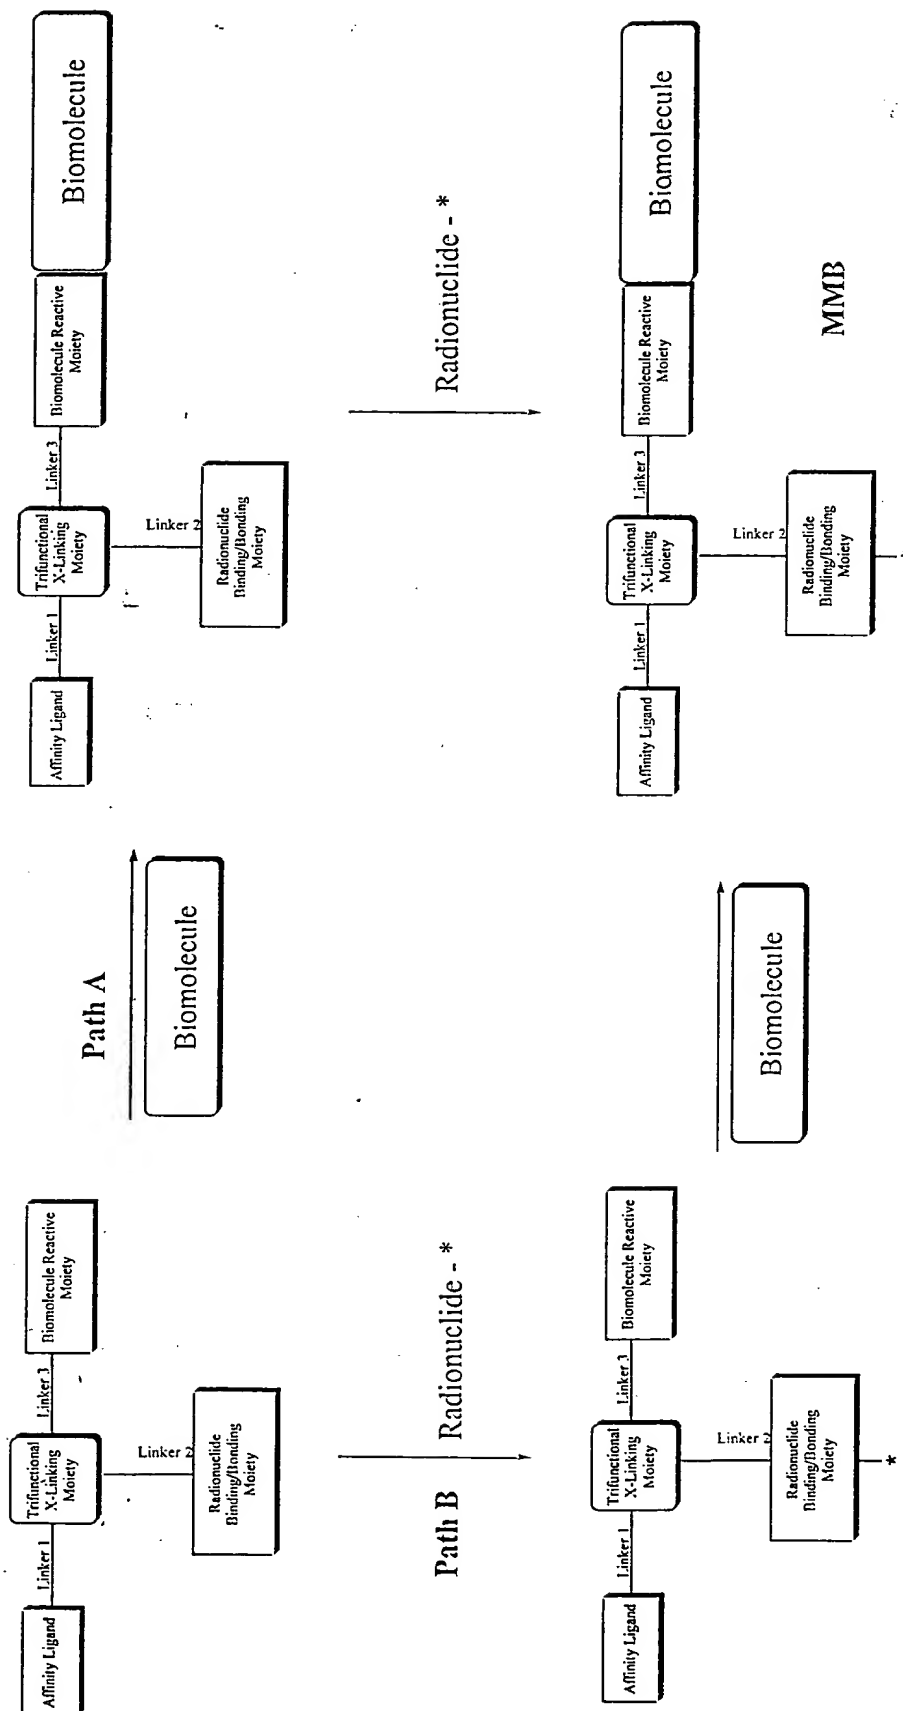 Affinity Ligand
Linker 1
Trifunctional
X-Linking
Moiety
Linker 3
Biomolecule Reactive
Moiety
Linker 2
Radionuclide
Binding/Bonding
Moiety
Path A
Biomolecule
Affinity Ligand
Linker 1
Trifunctional
X-Linking
Moiety
Linker 3
Biomolecule Reactive
Moiety
Biomolecule
Linker 2
Radionuclide
Binding/Bonding
Moiety
Path B
Radionuclide - *
Radionuclide - *
Affinity Ligand
Linker 1
Trifunctional
X-Linking
Moiety
Linker 3
Biomolecule Reactive
Moiety
Linker 2
Radionuclide
Binding/Bonding
Moiety
*
Biomolecule
Affinity Ligand
Linker 1
Trifunctional
X-Linking
Moiety
Linker 3
Biomolecule Reactive
Moiety
Biomolecule
Linker 2
Radionuclide
Binding/Bonding
Moiety
MMB